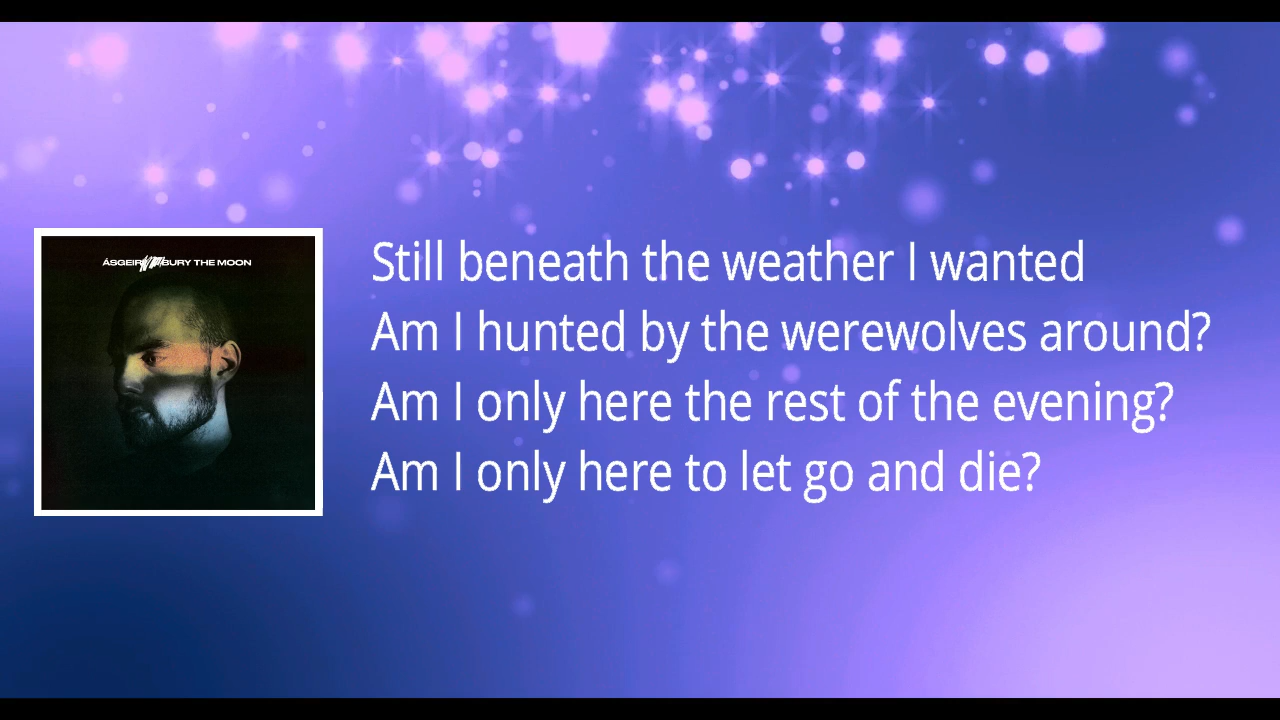 ÁSGEIR BURY THE MOON
Still beneath the weather I wanted
Am I hunted by the werewolves around?
Am I only here the rest of the evening?
Am I only here to let go and die?